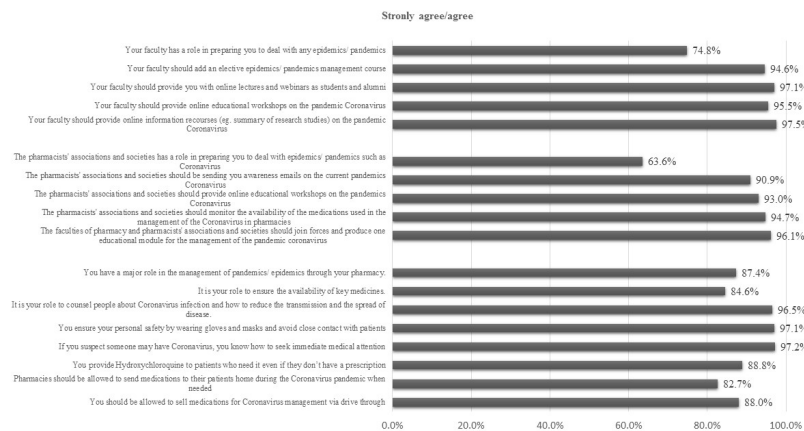 Stronly agree/agree
Your faculty has a role in preparing you to deal with any epidemics/ pandemics
74.8%
Your faculty should add an elective epidemics/ pandemics management course
94.6%
Your faculty should provide you with online lectures and webinars as students and alumni
97.1%
Your faculty should provide online educational workshops on the pandemic Coronavirus
95.5%
Your faculty should provide online information recourses (eg. summary of research studies) on the pandemic
Coronavirus
97.5%
The pharmacists' associations and societies has a role in preparing you to deal with epidemics/ pandemics such as
Coronavirus
63.6%
The pharmacists' associations and societies should be sending you awareness emails on the current pandemics
Coronavirus
90.9%
The pharmacists' associations and societies should provide online educational workshops on the pandemics
Coronavirus
93.0%
The pharmacists' associations and societies should monitor the availability of the medications used in the
management of the Coronavirus in pharmacies
94.7%
The faculties of pharmacy and pharmacists' associations and societies should join forces and produce one
educational module for the management of the pandemic coronavirus
96.1%
You have a major role in the management of pandemics/ epidemics through your pharmacy.
87.4%
It is your role to ensure the availability of key medicines.
84.6%
It is your role to counsel people about Coronavirus infection and how to reduce the transmission and the spread of
disease.
96.5%
You ensure your personal safety by wearing gloves and masks and avoid close contact with patients
97.1%
If you suspect someone may have Coronavirus, you know how to seek immediate medical attention
97.2%
You provide Hydroxychloroquine to patients who need it even if they don't have a prescription
88.8%
Pharmacies should be allowed to send medications to their patients home during the Coronavirus pandemic when
needed
82.7%
You should be allowed to sell medications for Coronavirus management via drive through
88.0%
0.0% 20.0% 40.0% 60.0% 80.0% 100.0%